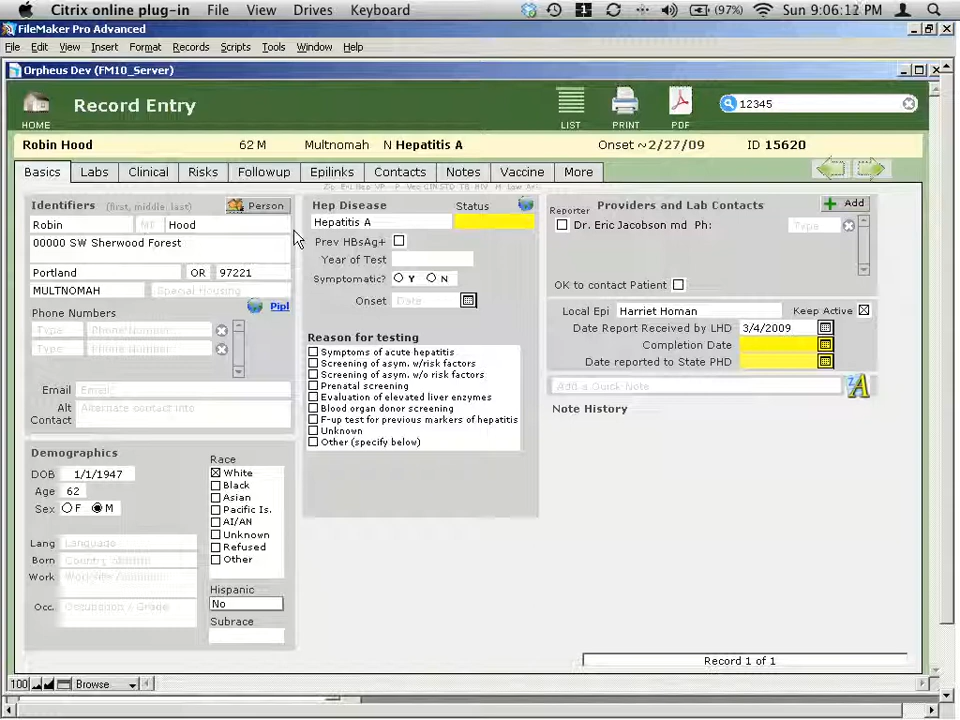 Citrix online plug-in File View Drives Keyboard (97%) Sun 9:06:12 PM
FileMaker Pro Advanced
File Edit View Insert Format Records Scripts Tools Window Help
Orpheus Dev (FM10_Server)
Record Entry
12345
HOME LIST PRINT PDF
Robin Hood 62 M Multnomah N Hepatitis A Onset ~2/27/09 ID 15620
Basics Labs Clinical Risks Followup Epilinks Contacts Notes Vaccine More
Identifiers (first, middle, last) Person
Robin MI Hood
00000 SW Sherwood Forest
Portland OR 97221
MULTNOMAH Special Housing
Pipl
Phone Numbers
Type Phone Number
Type Phone Number
Email Email
Alt Contact Alternate contact info
Demographics
DOB 1/1/1947
Age 62
Sex F M
Lang Language
Born
Work
Occ. Occupation / Grade
Race
White
Black
Asian
Pacific Is.
AI/AN
Unknown
Refused
Other
Hispanic
No
Subrace
Hep Disease Status
Hepatitis A
Prev HBsAg+
Year of Test
Symptomatic? Y N
Onset Date
Reason for testing
Symptoms of acute hepatitis
Screening of asym. w/risk factors
Screening of asym. w/o risk factors
Prenatal screening
Evaluation of elevated liver enzymes
Blood organ donor screening
F-up test for previous markers of hepatitis
Unknown
Other (specify below)
Providers and Lab Contacts Add
Reporter
Dr. Eric Jacobson md Ph: Type
OK to contact Patient
Local Epi Harriet Homan Keep Active
Date Report Received by LHD 3/4/2009
Completion Date
Date reported to State PHD
Add a Quick Note
Note History
Record 1 of 1
100 Browse